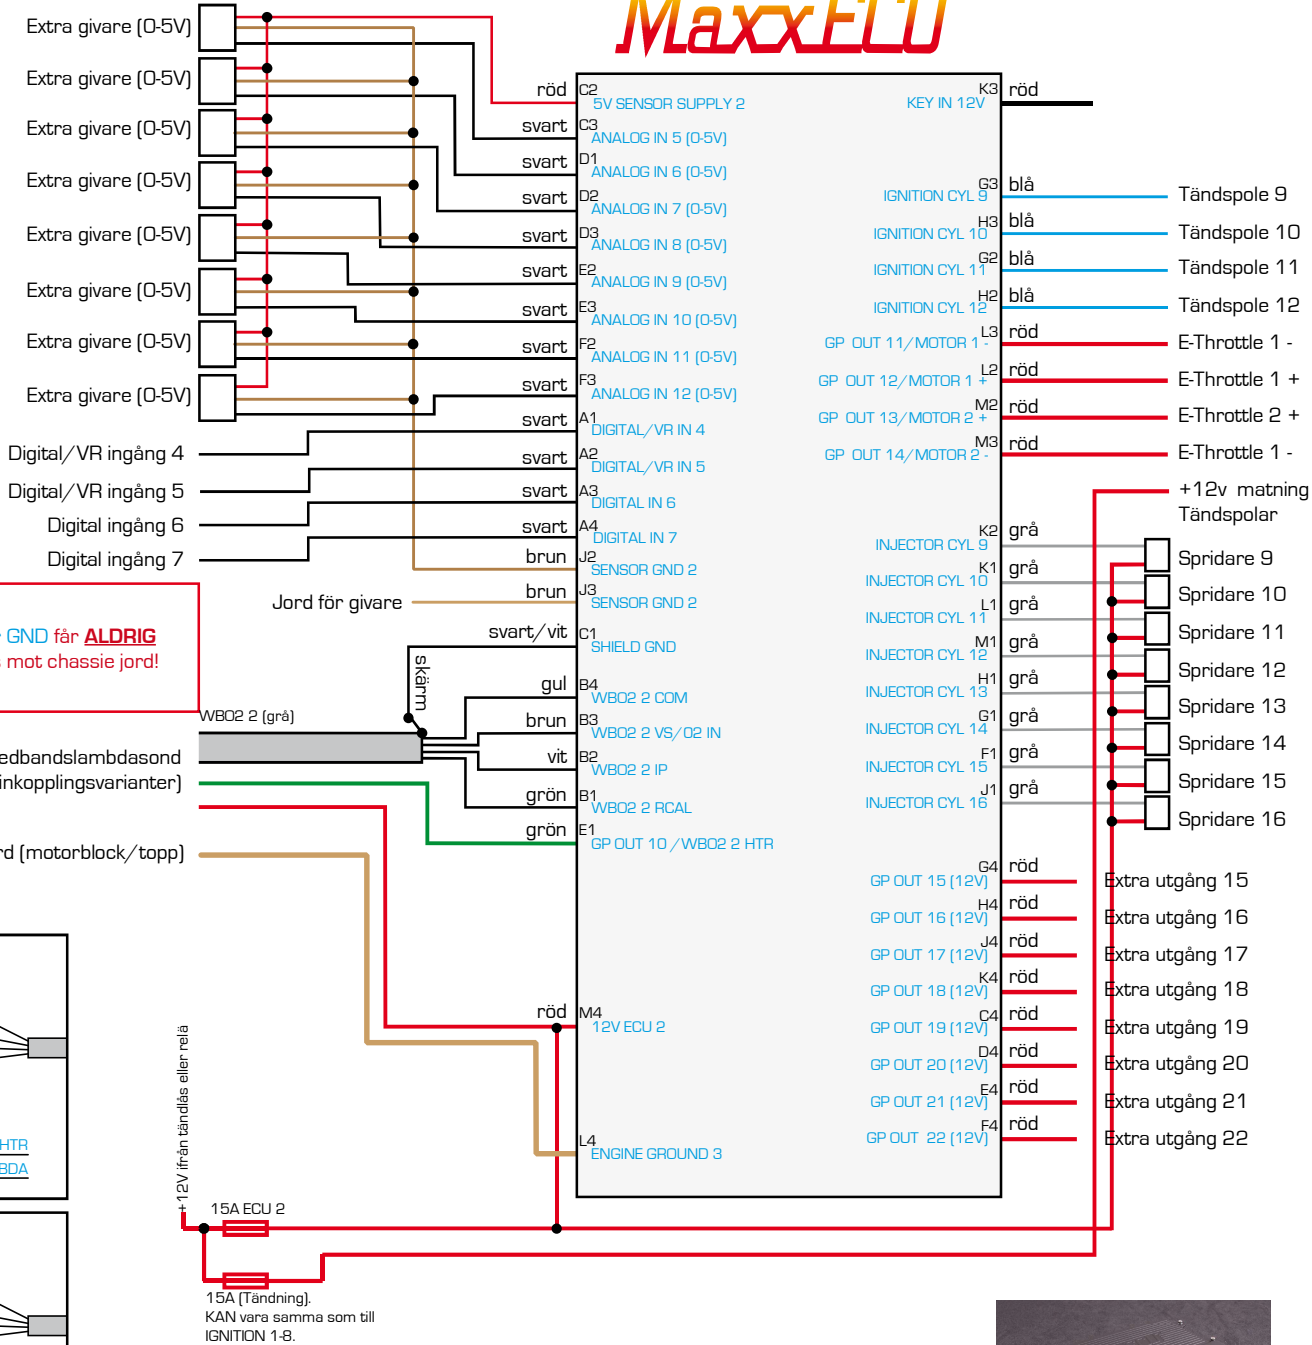 MaxxECU
Extra givare (0-5V)
Extra givare (0-5V)
Extra givare (0-5V)
Extra givare (0-5V)
Extra givare (0-5V)
Extra givare (0-5V)
Extra givare (0-5V)
Extra givare (0-5V)
Digital/VR ingång 4
Digital/VR ingång 5
Digital ingång 6
Digital ingång 7
Jord för givare
röd C2 5V SENSOR SUPPLY 2
svart C3 ANALOG IN 5 (0-5V)
svart D1 ANALOG IN 6 (0-5V)
svart D2 ANALOG IN 7 (0-5V)
svart D3 ANALOG IN 8 (0-5V)
svart E2 ANALOG IN 9 (0-5V)
svart E3 ANALOG IN 10 (0-5V)
svart F2 ANALOG IN 11 (0-5V)
svart F3 ANALOG IN 12 (0-5V)
svart A1 DIGITAL/VR IN 4
svart A2 DIGITAL/VR IN 5
svart A3 DIGITAL IN 6
svart A4 DIGITAL IN 7
brun J2 SENSOR GND 2
brun J3 SENSOR GND 2
svart/vit C1 SHIELD GND
gul B4 WBO2 2 COM
brun B3 WBO2 2 VS/02 IN
vit B2 WBO2 2 IP
grön B1 WBO2 2 RCAL
grön E1 GP OUT 10 /WBO2 2 HTR
röd M4 12V ECU 2
L4 ENGINE GROUND 3
GND får ALDRIG
mot chassie jord!
skärm
WBO2 2 (grå)
edbandslambdasond
inkopplingsvarianter)
rd (motorblock/topp)
HTR
BDA
+12V ifrån tändlås eller relä
15A ECU 2
15A (Tändning).
KAN vara samma som till
IGNITION 1-8.
KEY IN 12V K3 röd
IGNITION CYL 9 G3 blå Tändspole 9
IGNITION CYL 10 H3 blå Tändspole 10
IGNITION CYL 11 G2 blå Tändspole 11
IGNITION CYL 12 H2 blå Tändspole 12
GP OUT 11/MOTOR 1 - L3 röd E-Throttle 1 -
GP OUT 12/MOTOR 1 + L2 röd E-Throttle 1 +
GP OUT 13/MOTOR 2 + M2 röd E-Throttle 2 +
GP OUT 14/MOTOR 2 - M3 röd E-Throttle 1 -
+12v matning
Tändspolar
INJECTOR CYL 9 K2 grå Spridare 9
INJECTOR CYL 10 K1 grå Spridare 10
INJECTOR CYL 11 L1 grå Spridare 11
INJECTOR CYL 12 M1 grå Spridare 12
INJECTOR CYL 13 H1 grå Spridare 13
INJECTOR CYL 14 G1 grå Spridare 14
INJECTOR CYL 15 F1 grå Spridare 15
INJECTOR CYL 16 J1 grå Spridare 16
GP OUT 15 (12V) G4 röd Extra utgång 15
GP OUT 16 (12V) H4 röd Extra utgång 16
GP OUT 17 (12V) J4 röd Extra utgång 17
GP OUT 18 (12V) K4 röd Extra utgång 18
GP OUT 19 (12V) C4 röd Extra utgång 19
GP OUT 20 (12V) D4 röd Extra utgång 20
GP OUT 21 (12V) E4 röd Extra utgång 21
GP OUT 22 (12V) F4 röd Extra utgång 22